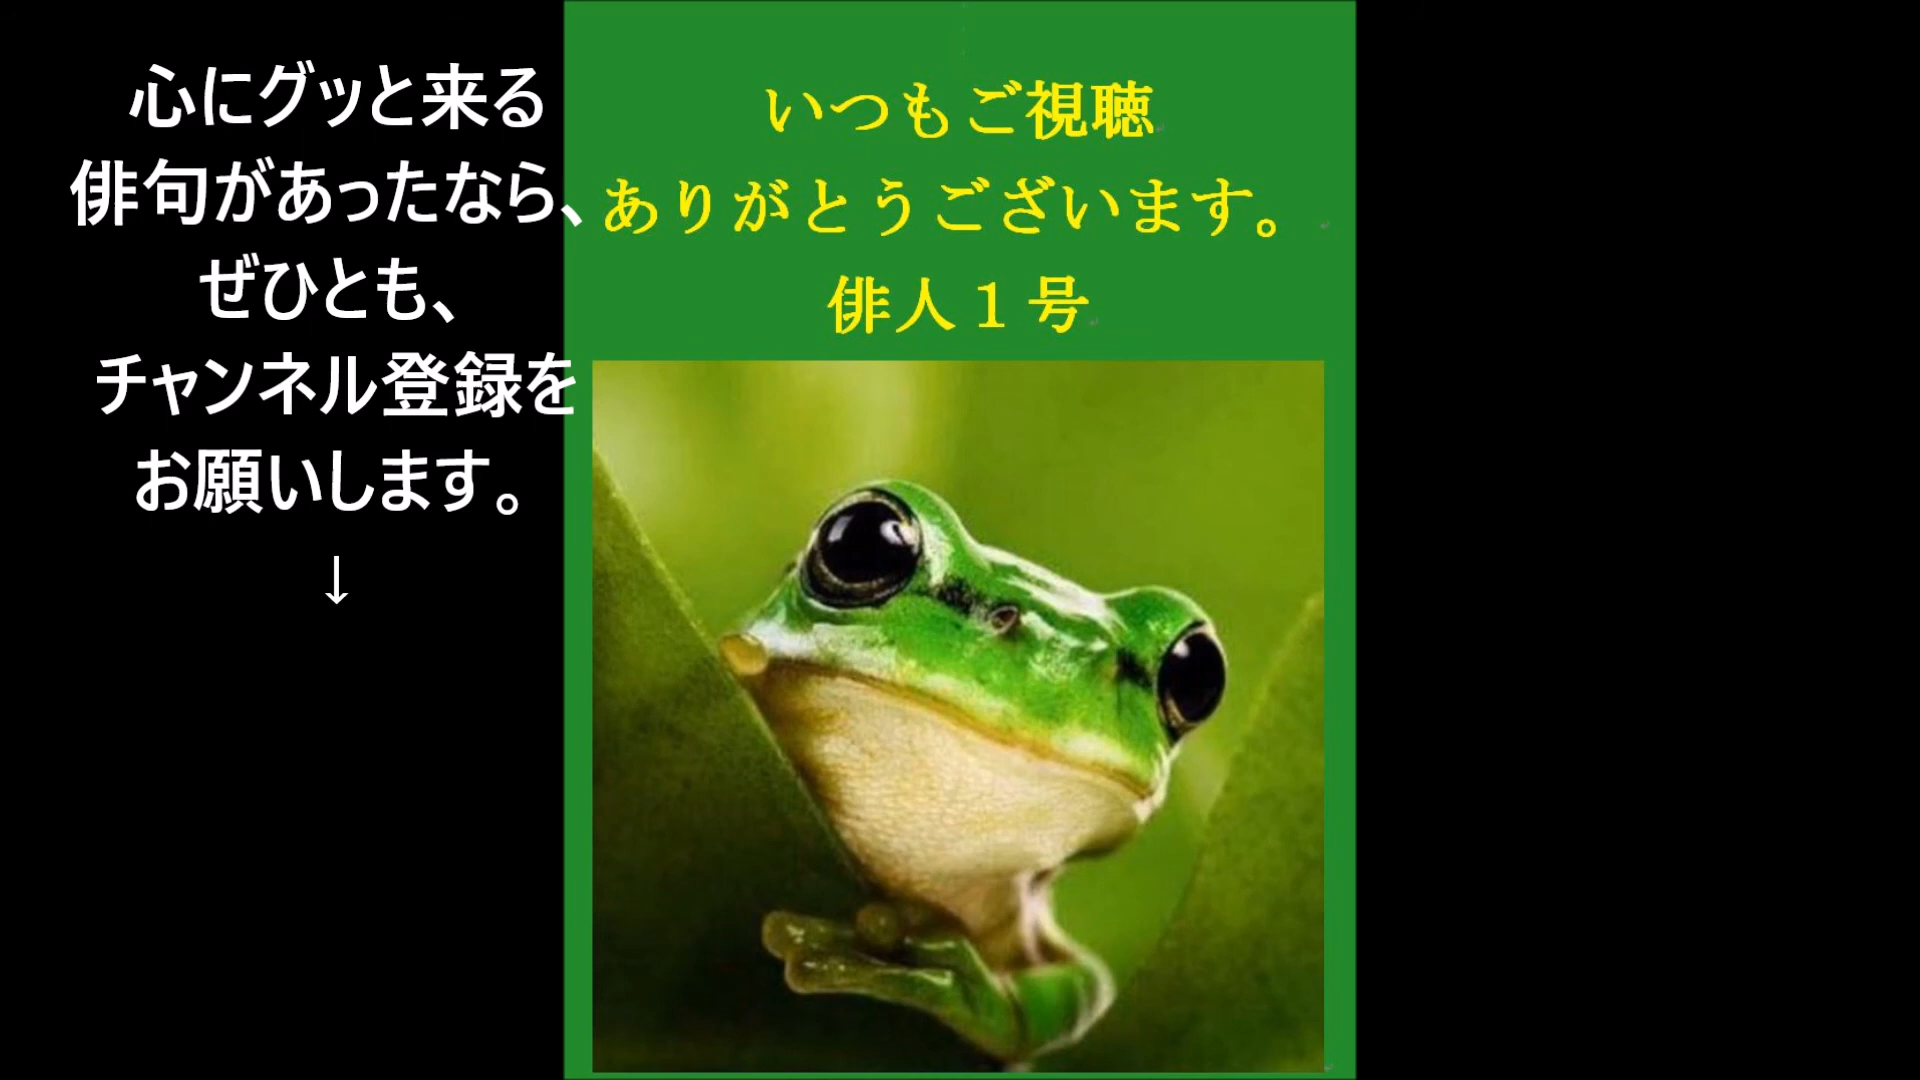 心にグッと来る
俳句があったなら、
ぜひとも、
チャンネル登録を
お願いします。
↓
いつもご視聴
ありがとうございます。
俳人１号